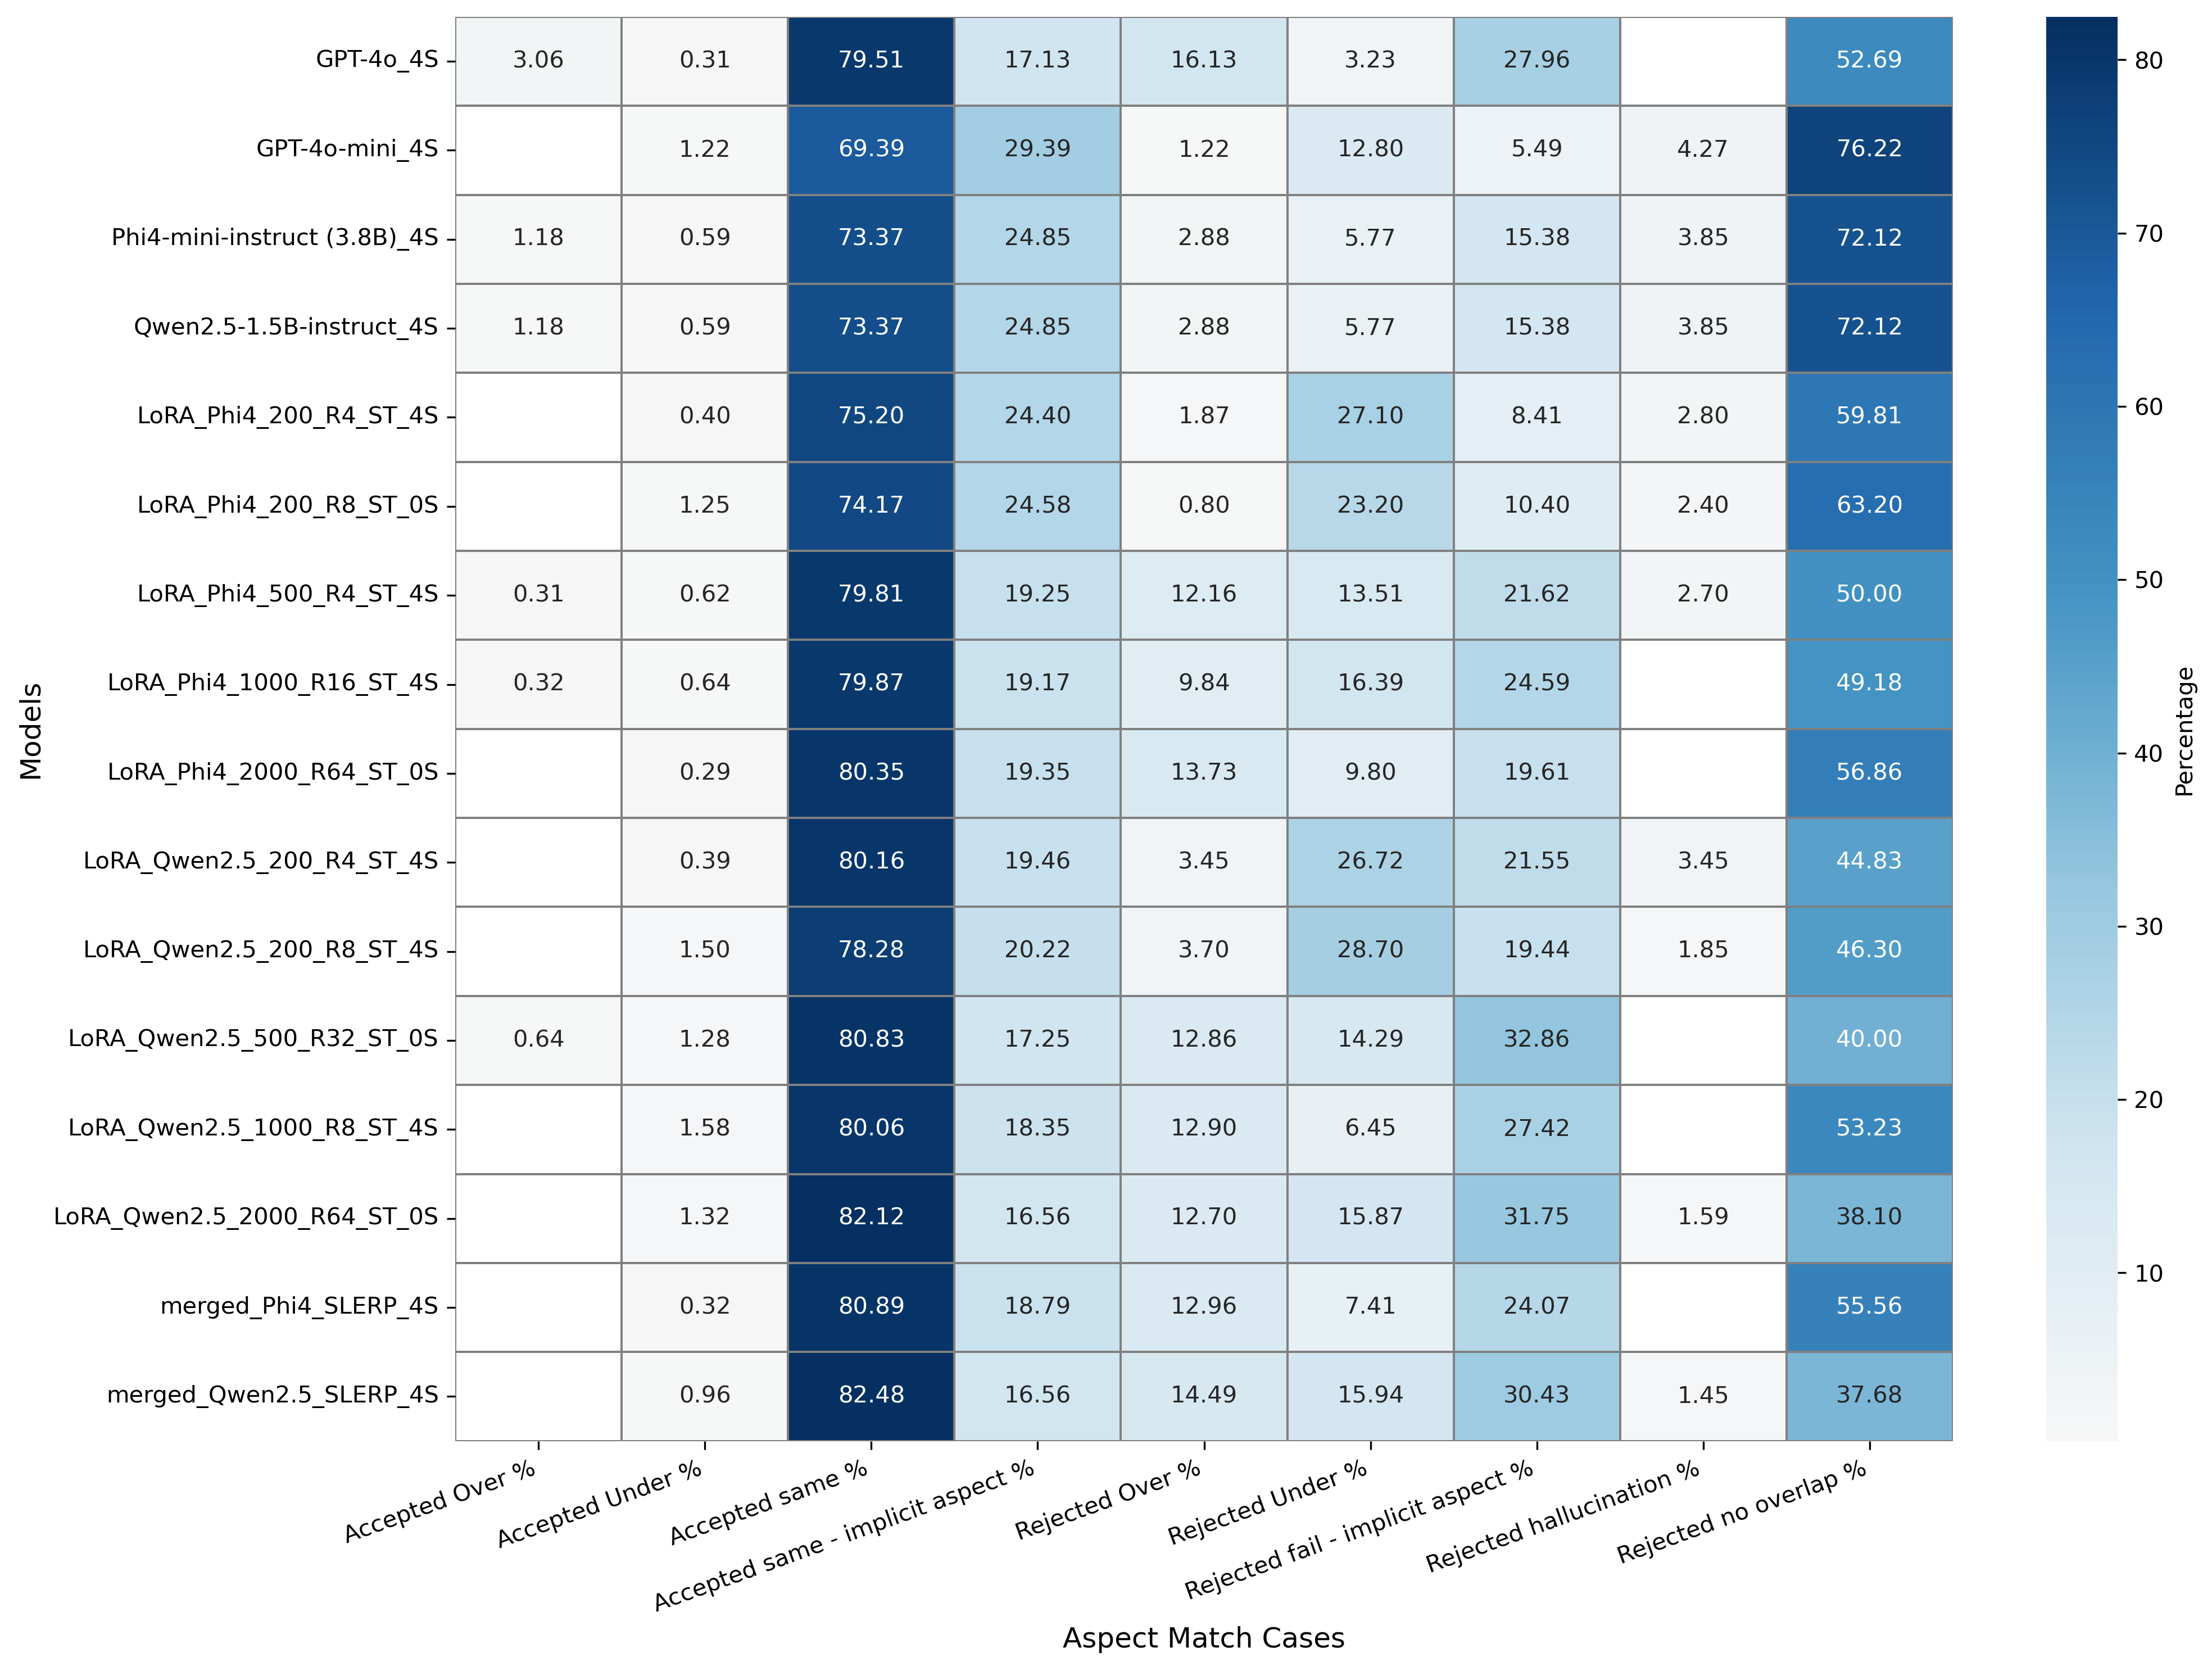 GPT-4o_4S 3.06 0.31 79.51 17.13 16.13 3.23 27.96 52.69
GPT-4o-mini_4S 1.22 69.39 29.39 1.22 12.80 5.49 4.27 76.22
Phi4-mini-instruct (3.8B)_4S 1.18 0.59 73.37 24.85 2.88 5.77 15.38 3.85 72.12
Qwen2.5-1.5B-instruct_4S 1.18 0.59 73.37 24.85 2.88 5.77 15.38 3.85 72.12
LoRA_Phi4_200_R4_ST_4S 0.40 75.20 24.40 1.87 27.10 8.41 2.80 59.81
LoRA_Phi4_200_R8_ST_0S 1.25 74.17 24.58 0.80 23.20 10.40 2.40 63.20
LoRA_Phi4_500_R4_ST_4S 0.31 0.62 79.81 19.25 12.16 13.51 21.62 2.70 50.00
LoRA_Phi4_1000_R16_ST_4S 0.32 0.64 79.87 19.17 9.84 16.39 24.59 49.18
LoRA_Phi4_2000_R64_ST_0S 0.29 80.35 19.35 13.73 9.80 19.61 56.86
LoRA_Qwen2.5_200_R4_ST_4S 0.39 80.16 19.46 3.45 26.72 21.55 3.45 44.83
LoRA_Qwen2.5_200_R8_ST_4S 1.50 78.28 20.22 3.70 28.70 19.44 1.85 46.30
LoRA_Qwen2.5_500_R32_ST_0S 0.64 1.28 80.83 17.25 12.86 14.29 32.86 40.00
LoRA_Qwen2.5_1000_R8_ST_4S 1.58 80.06 18.35 12.90 6.45 27.42 53.23
LoRA_Qwen2.5_2000_R64_ST_0S 1.32 82.12 16.56 12.70 15.87 31.75 1.59 38.10
merged_Phi4_SLERP_4S 0.32 80.89 18.79 12.96 7.41 24.07 55.56
merged_Qwen2.5_SLERP_4S 0.96 82.48 16.56 14.49 15.94 30.43 1.45 37.68
Models
Accepted Over %
Accepted Under %
Accepted same %
Accepted same - implicit aspect %
Rejected Over %
Rejected Under %
Rejected fail - implicit aspect %
Rejected hallucination %
Rejected no overlap %
Aspect Match Cases
80
70
60
50
40
30
20
10
Percentage